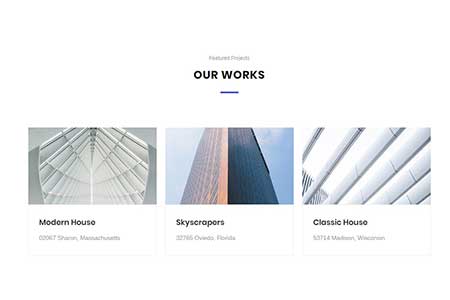 Featured Projects
OUR WORKS
Modern House
02067 Sharon, Massachusetts
Skyscrapers
32765 Oviedo, Florida
Classic House
53714 Madison, Wisconsin